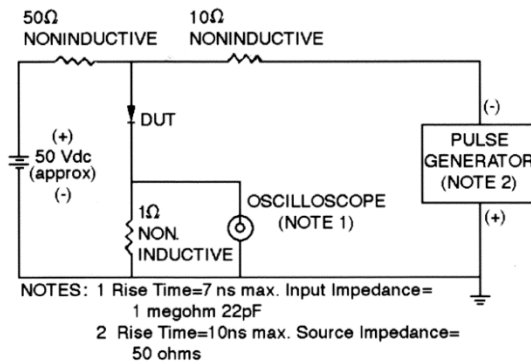 50Ω
NONINDUCTIVE
10Ω
NONINDUCTIVE
DUT
(+)
50 Vdc
(approx)
(-)
1Ω
NON.
INDUCTIVE
OSCILLOSCOPE
(NOTE 1)
(-)
PULSE
GENERATOR
(NOTE 2)
(+)
NOTES: 1 Rise Time=7 ns max. Input Impedance=
1 megohm 22pF
2 Rise Time=10ns max. Source Impedance=
50 ohms